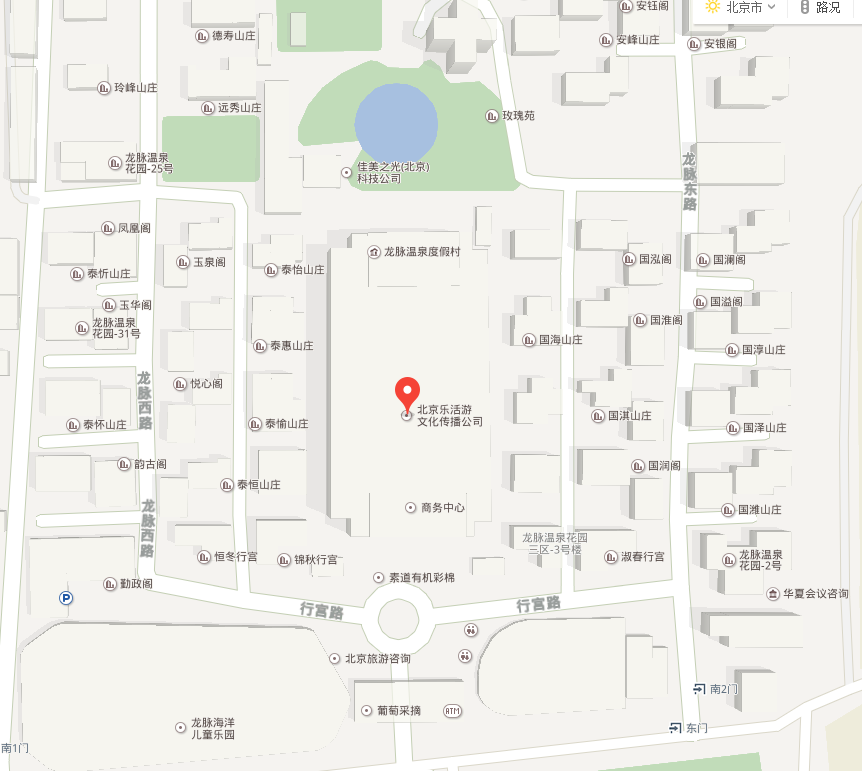 安钰阁
北京市
路况
德寿山庄
安峰山庄
安银阁
玲峰山庄
远秀山庄
玫瑰苑
龙脉温泉
花园-25号
佳美之光(北京)
科技公司
龙脉东路
凤凰阁
龙脉温泉度假村
玉泉阁
泰怡山庄
国泓阁
国澜阁
泰忻山庄
玉华阁
国溢阁
龙脉温泉
花园-31号
国淮阁
泰惠山庄
国海山庄
国淳山庄
悦心阁
龙脉西路
北京乐活游
文化传播公司
国淇山庄
泰怀山庄
泰愉山庄
国泽山庄
韵古阁
国润阁
泰恒山庄
龙脉西路
商务中心
国潍山庄
龙脉温泉花园
三区-3号楼
恒冬行宫
锦秋行宫
淑春行宫
龙脉温泉
花园-2号
素道有机彩棉
勤政阁
P
华夏会议咨询
行宫路
行宫路
北京旅游咨询
南2门
葡萄采摘
ATM
龙脉海洋
儿童乐园
东门
南1门